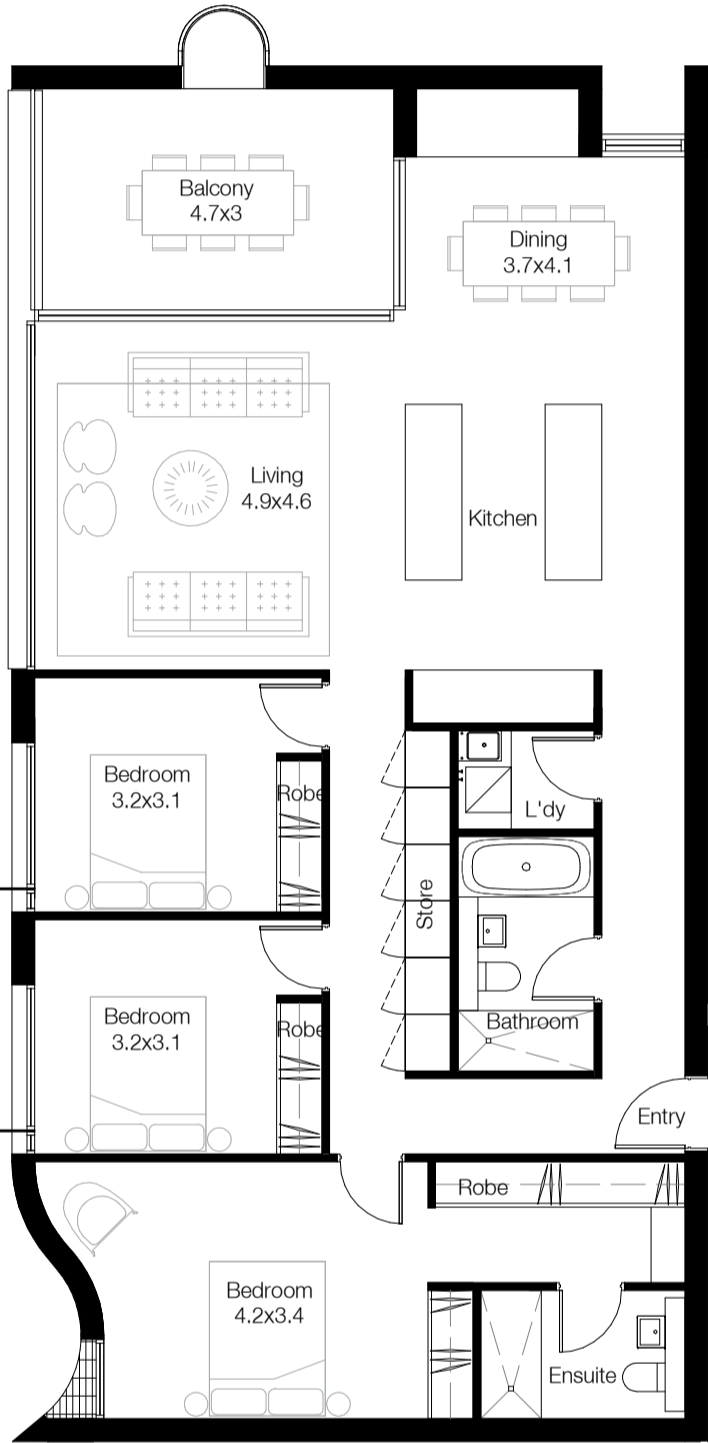 Balcony
4.7x3
Dining
3.7x4.1
Living
4.9x4.6
Kitchen
Bedroom
3.2x3.1
Robe
L'dy
Store
Bedroom
3.2x3.1
Robe
Bathroom
Entry
Robe
Bedroom
4.2x3.4
Ensuite